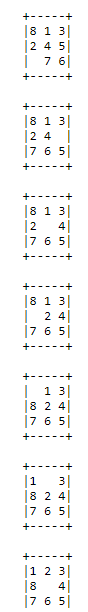 +-----+
|8 1 3|
|2 4 5|
|  7 6|
+-----+

+-----+
|8 1 3|
|2 4  |
|7 6 5|
+-----+

+-----+
|8 1 3|
|2   4|
|7 6 5|
+-----+

+-----+
|8 1 3|
|  2 4|
|7 6 5|
+-----+

+-----+
|  1 3|
|8 2 4|
|7 6 5|
+-----+

+-----+
|1   3|
|8 2 4|
|7 6 5|
+-----+

+-----+
|1 2 3|
|8   4|
|7 6 5|